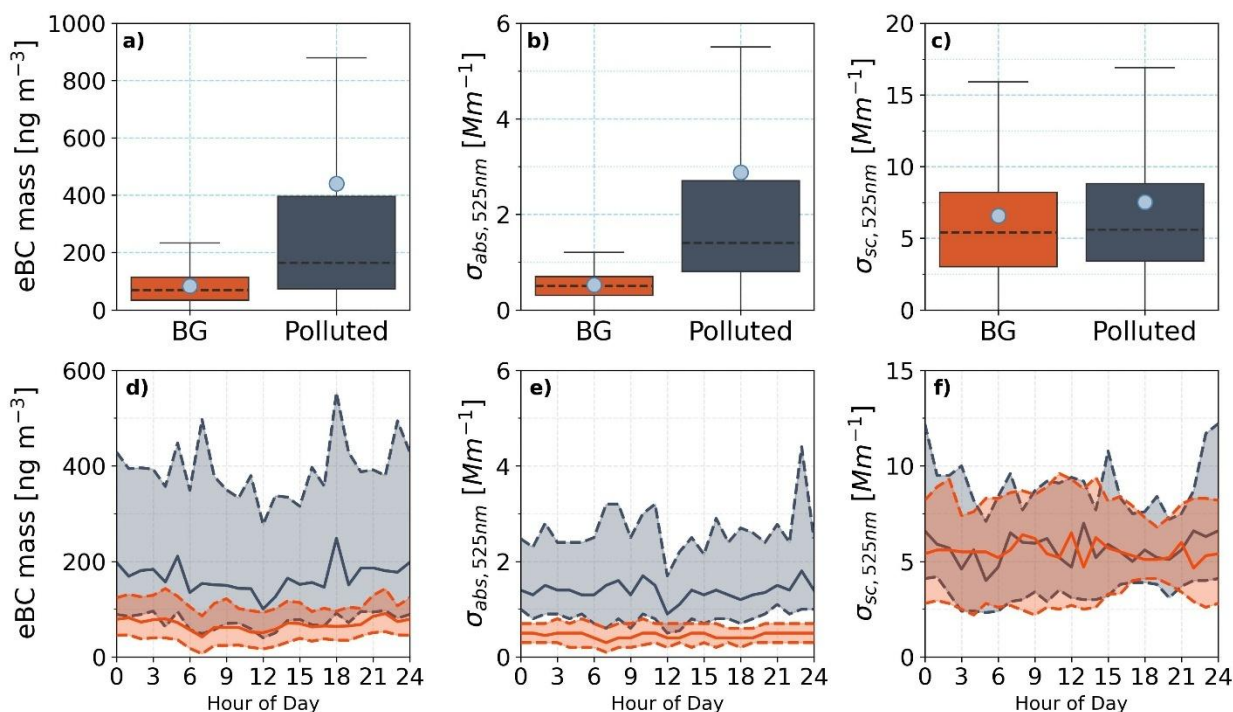 a)
eBC mass [ng m⁻³]
1000
800
600
400
200
0
BG Polluted
b)
σabs, 525nm [Mm⁻¹]
6
4
2
0
BG Polluted
c)
σsc, 525nm [Mm⁻¹]
20
15
10
5
0
BG Polluted
d)
eBC mass [ng m⁻³]
600
400
200
0
0 3 6 9 12 15 18 21 24
Hour of Day
e)
σabs, 525nm [Mm⁻¹]
6
4
2
0
0 3 6 9 12 15 18 21 24
Hour of Day
f)
σsc, 525nm [Mm⁻¹]
15
10
5
0
0 3 6 9 12 15 18 21 24
Hour of Day